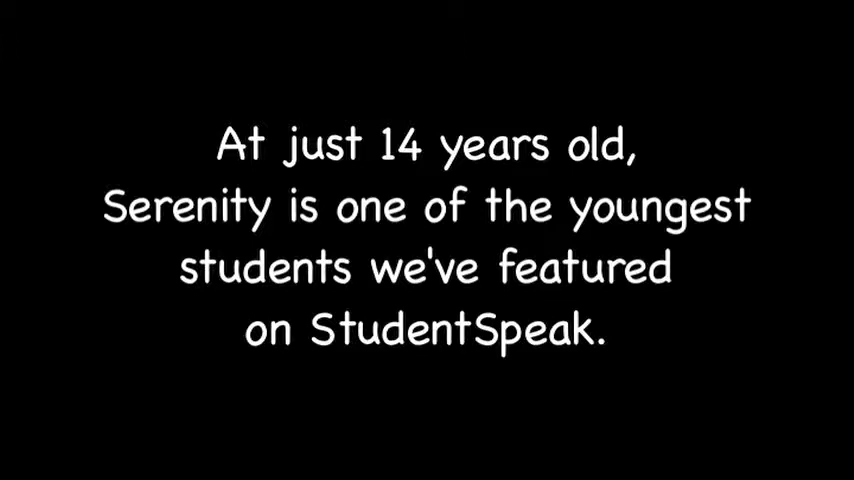 At just 14 years old,
Serenity is one of the youngest
students we've featured
on StudentSpeak.